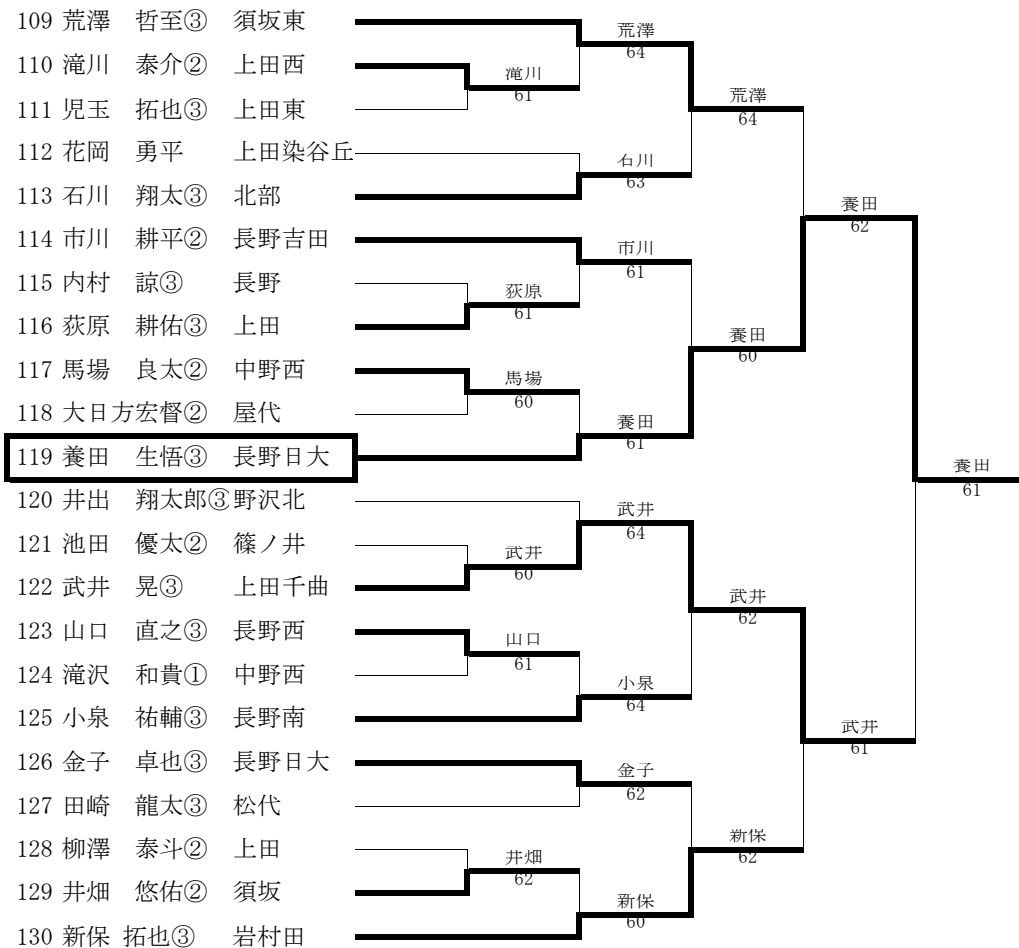 109 荒澤 哲至③ 須坂東
110 滝川 泰介② 上田西
111 児玉 拓也③ 上田東
112 花岡 勇平 上田染谷丘
113 石川 翔太③ 北部
114 市川 耕平② 長野吉田
115 内村 諒③ 長野
116 荻原 耕佑③ 上田
117 馬場 良太② 中野西
118 大日方宏督② 屋代
119 養田 生悟③ 長野日大
120 井出 翔太郎③ 野沢北
121 池田 優太② 篠ノ井
122 武井 晃③ 上田千曲
123 山口 直之③ 長野西
124 滝沢 和貴① 中野西
125 小泉 祐輔③ 長野南
126 金子 卓也③ 長野日大
127 田崎 龍太③ 松代
128 柳澤 泰斗② 上田
129 井畑 悠佑② 須坂
130 新保 拓也③ 岩村田
滝川
61
荻原
61
馬場
60
武井
60
山口
61
井畑
62
荒澤
64
石川
63
市川
61
養田
61
武井
64
小泉
64
金子
62
新保
60
荒澤
64
養田
60
武井
62
新保
62
養田
62
武井
61
養田
61